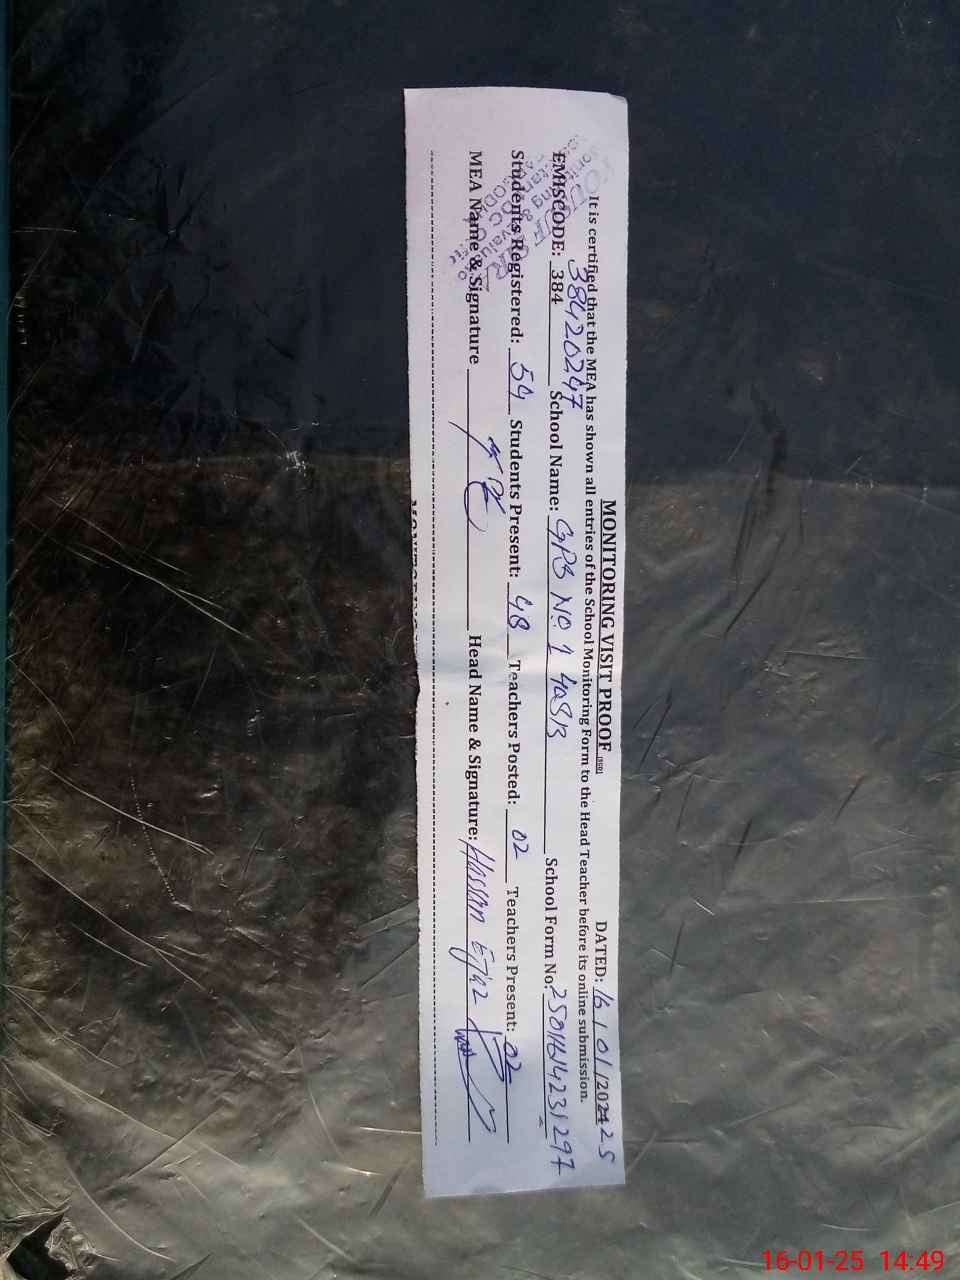 MONITORING VISIT PROOF DATED: 16/01/202425
It is certified that the MEA has shown all entries of the School Monitoring Form to the Head Teacher before its online submission.
EMISCODE: 384 38420247 School Name: GPS No 1 School Form No: 25011614231297
Students Registered: 54 Students Present: 48 Teachers Posted: 02 Teachers Present: 02
MEA Name & Signature Head Name & Signature: Hassan Ejaz
16-01-25 14:49